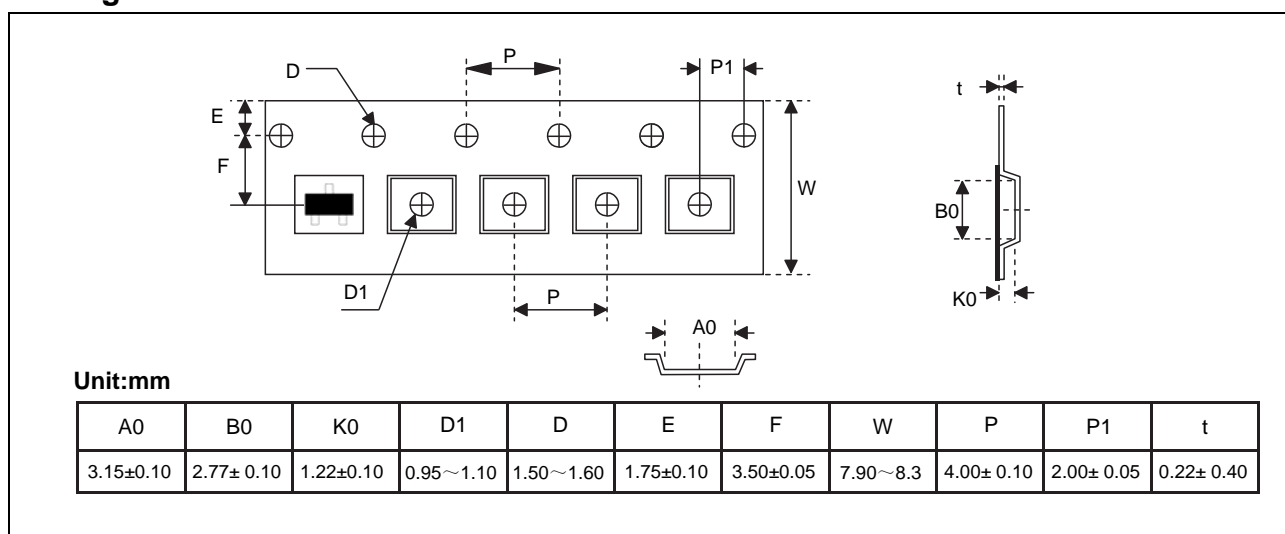 P
P1
D
t
E
F
W
B0
D1
P
K0
A0
Unit:mm
A0 B0 K0 D1 D E F W P P1 t
3.15±0.10 2.77± 0.10 1.22±0.10 0.95～1.10 1.50～1.60 1.75±0.10 3.50±0.05 7.90～8.3 4.00± 0.10 2.00± 0.05 0.22± 0.40